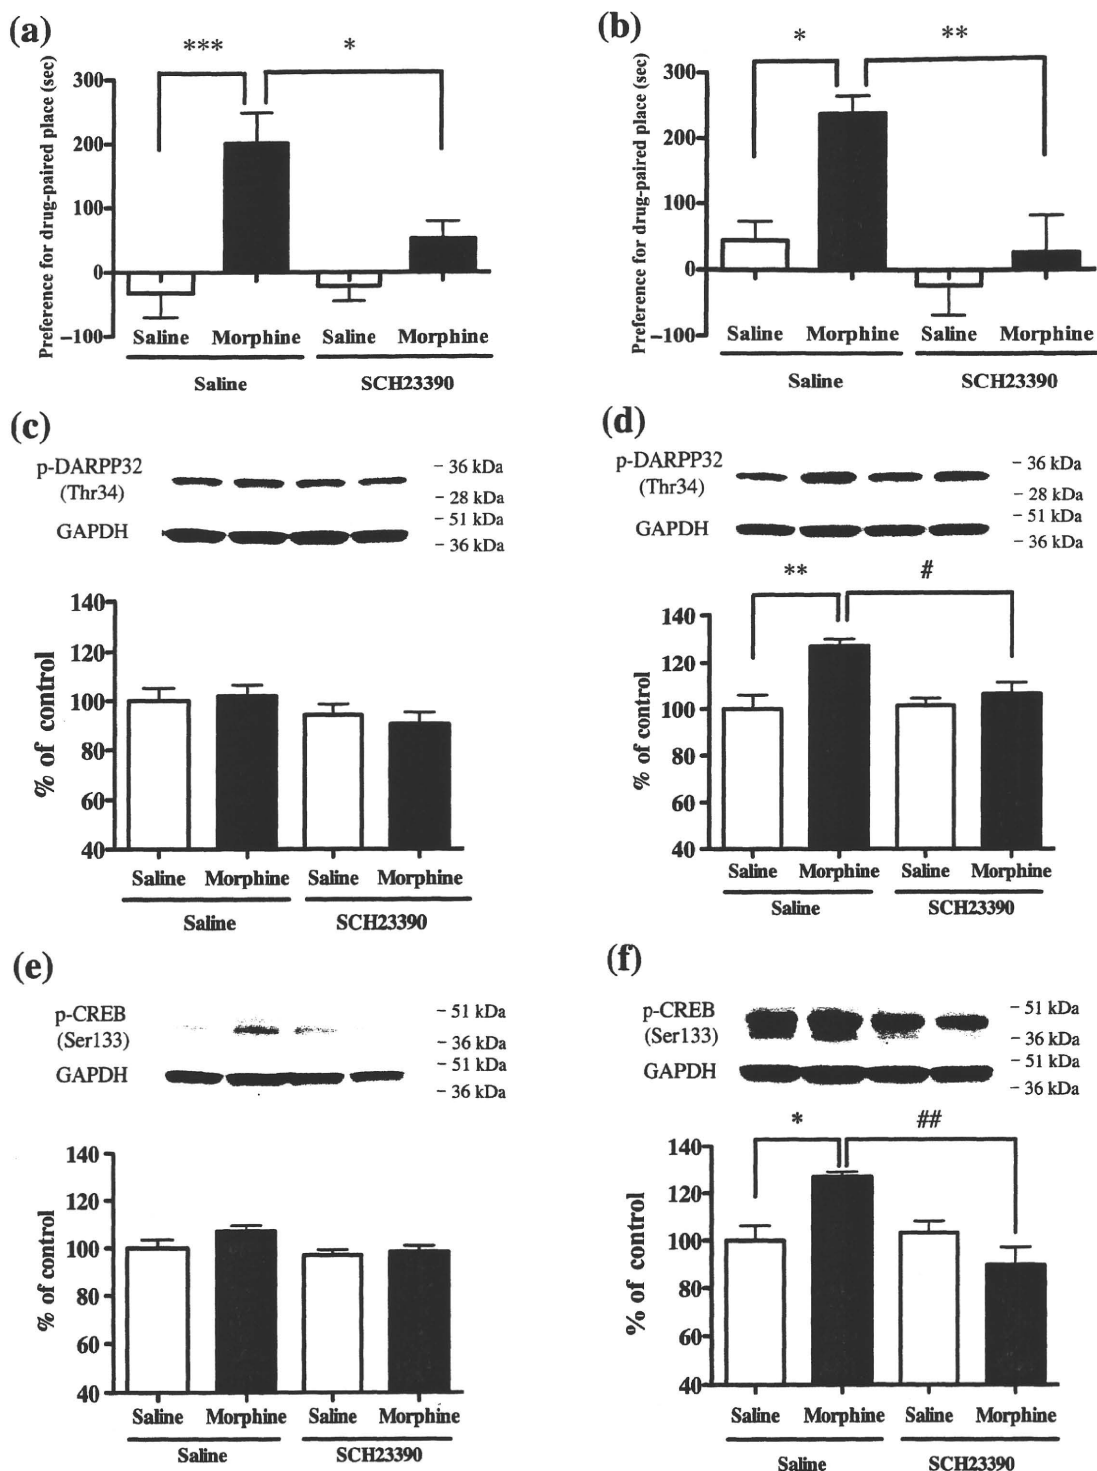 (a)
***
*
Preference for drug-paired place (sec)
300
200
100
0
−100
Saline Morphine Saline Morphine
Saline SCH23390
(b)
*
**
Preference for drug-paired place (sec)
300
200
100
0
−100
Saline Morphine Saline Morphine
Saline SCH23390
(c)
p-DARPP32
(Thr34)
GAPDH
- 36 kDa
- 28 kDa
- 51 kDa
- 36 kDa
% of control
140
120
100
80
60
40
Saline Morphine Saline Morphine
Saline SCH23390
(d)
p-DARPP32
(Thr34)
GAPDH
- 36 kDa
- 28 kDa
- 51 kDa
- 36 kDa
**
#
% of control
140
120
100
80
60
40
Saline Morphine Saline Morphine
Saline SCH23390
(e)
p-CREB
(Ser133)
GAPDH
- 51 kDa
- 36 kDa
- 51 kDa
- 36 kDa
% of control
140
120
100
80
60
40
Saline Morphine Saline Morphine
Saline SCH23390
(f)
p-CREB
(Ser133)
GAPDH
- 51 kDa
- 36 kDa
- 51 kDa
- 36 kDa
*
##
% of control
140
120
100
80
60
40
Saline Morphine Saline Morphine
Saline SCH23390